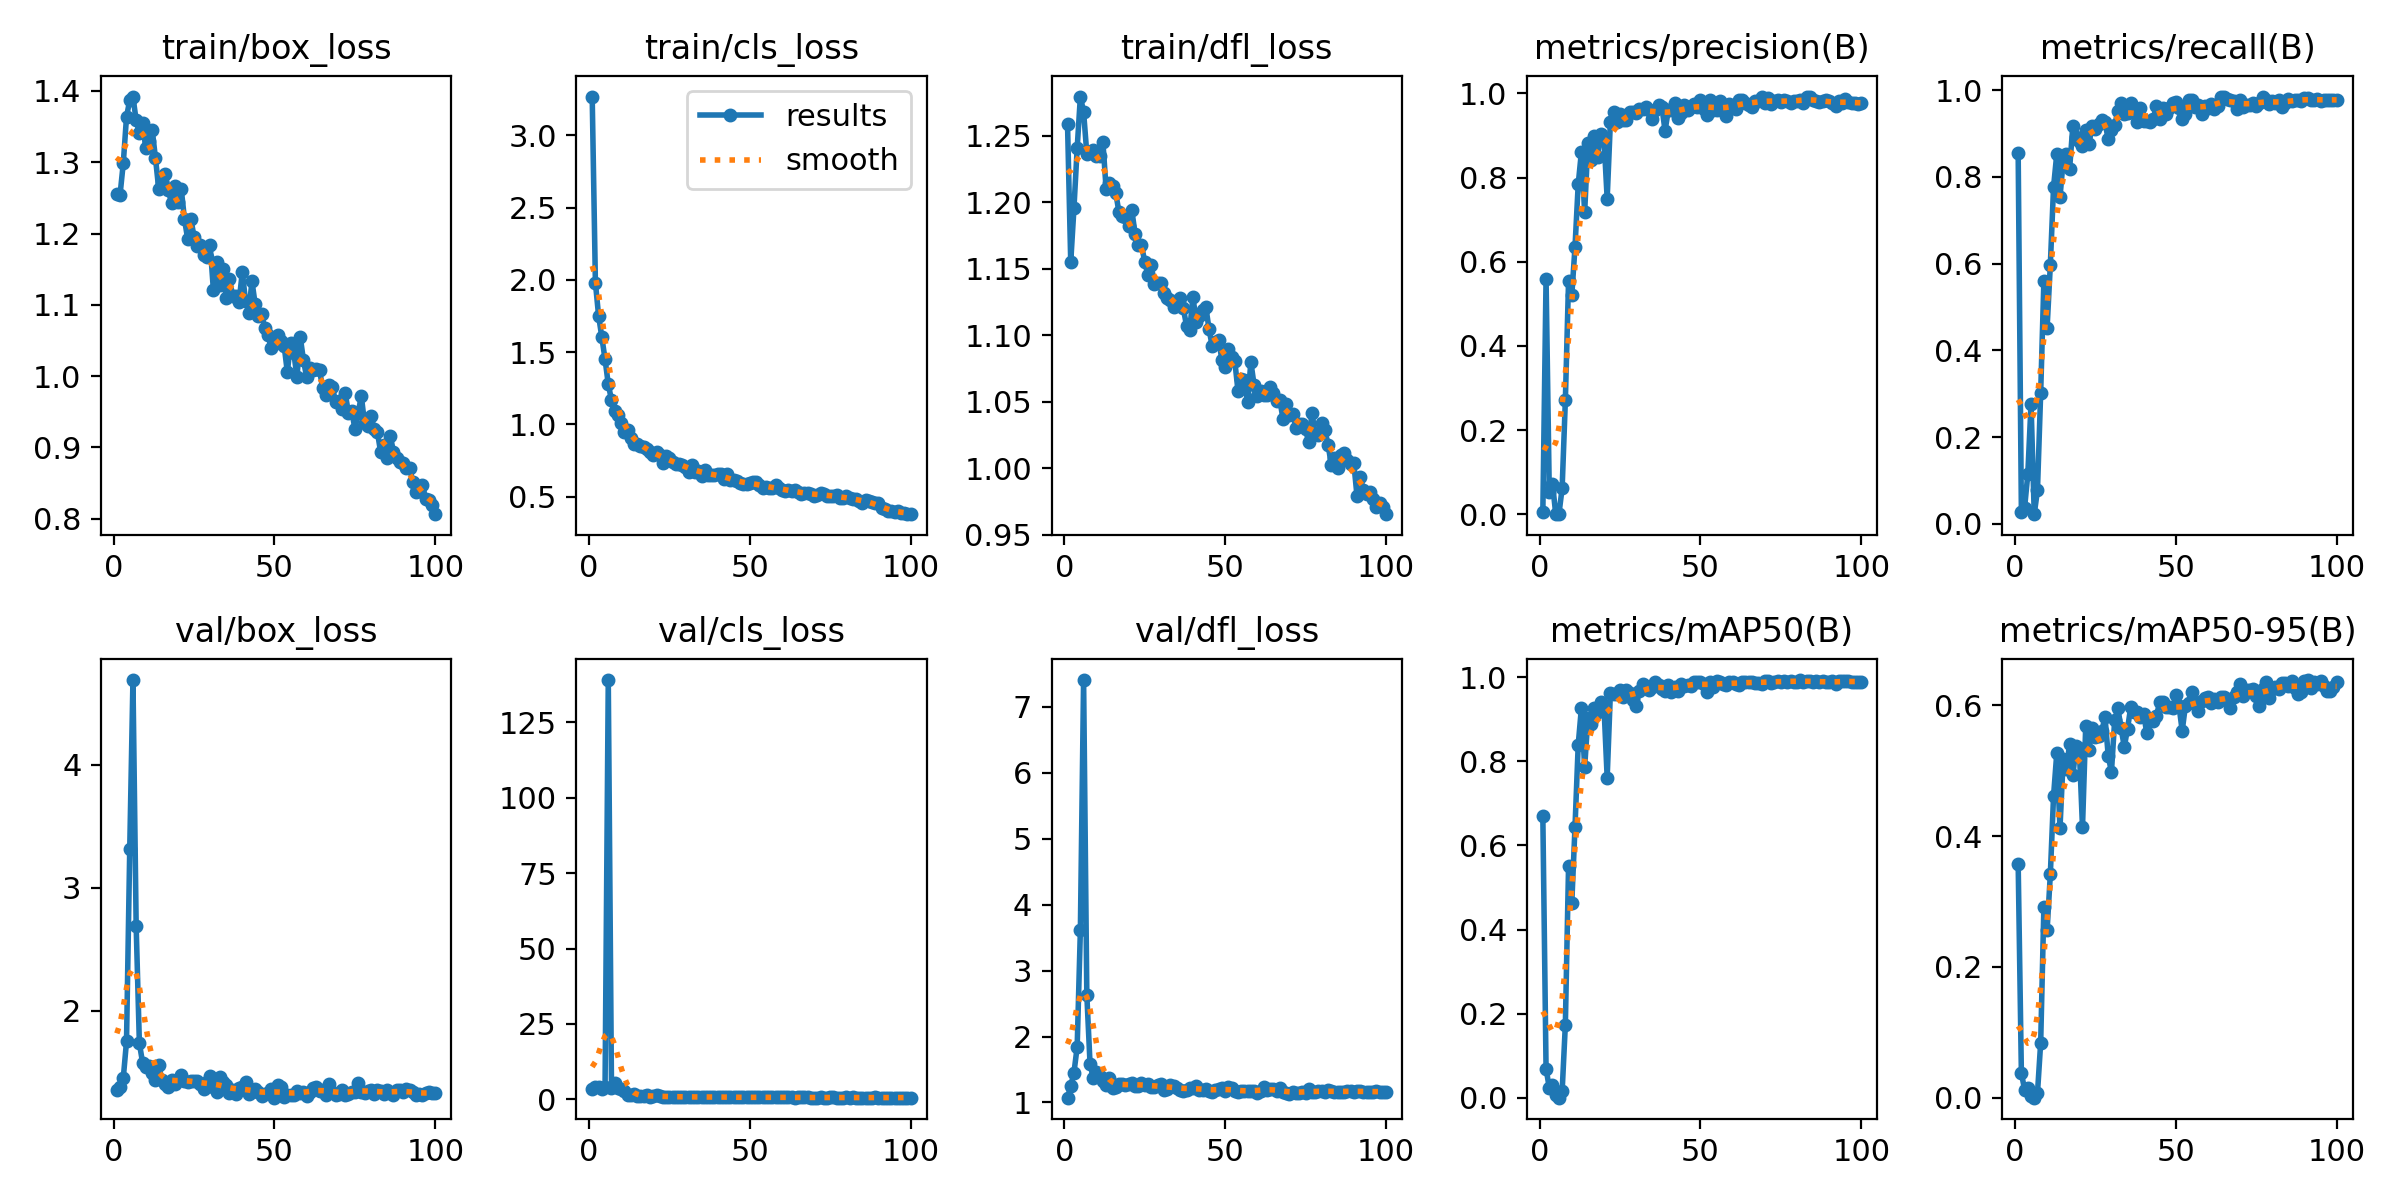 train/box_loss
1.4
1.3
1.2
1.1
1.0
0.9
0.8
0 50 100
train/cls_loss
results
smooth
3.0
2.5
2.0
1.5
1.0
0.5
0 50 100
train/dfl_loss
1.25
1.20
1.15
1.10
1.05
1.00
0.95
0 50 100
metrics/precision(B)
1.0
0.8
0.6
0.4
0.2
0.0
0 50 100
metrics/recall(B)
1.0
0.8
0.6
0.4
0.2
0.0
0 50 100
val/box_loss
4
3
2
0 50 100
val/cls_loss
125
100
75
50
25
0
0 50 100
val/dfl_loss
7
6
5
4
3
2
1
0 50 100
metrics/mAP50(B)
1.0
0.8
0.6
0.4
0.2
0.0
0 50 100
metrics/mAP50-95(B)
0.6
0.4
0.2
0.0
0 50 100